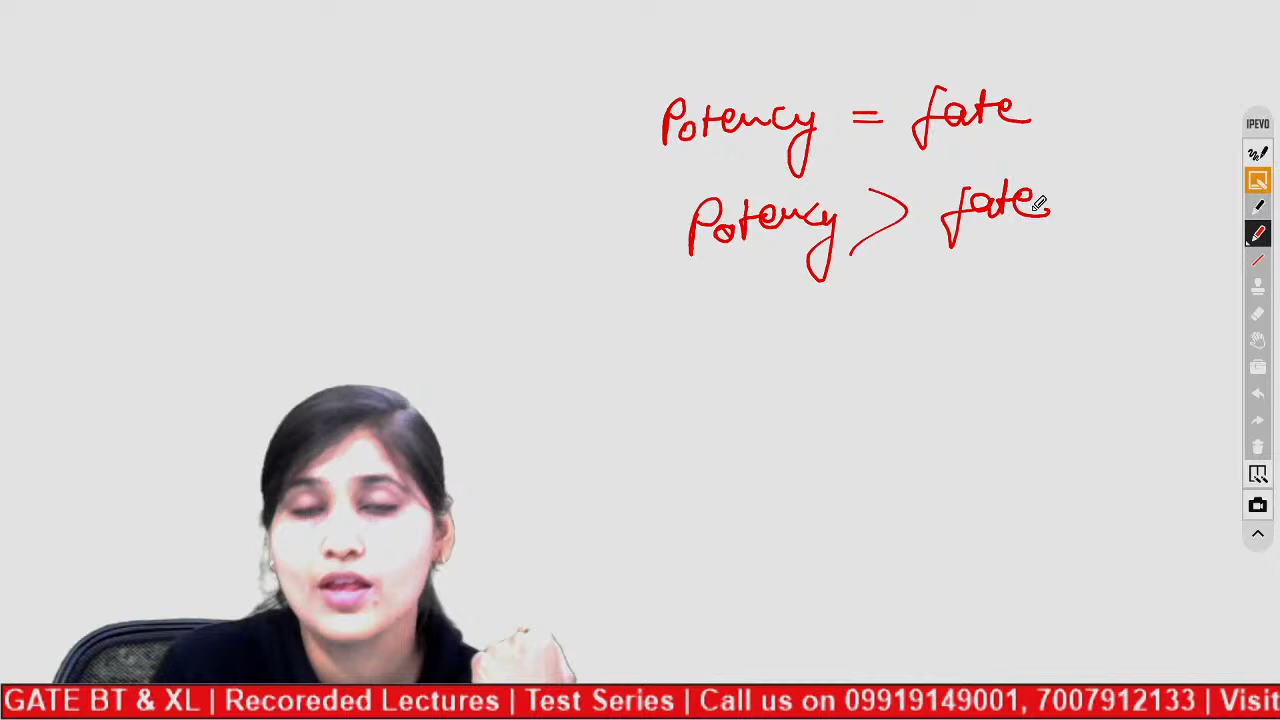 Potency = fate
Potency > fate
IPEVO
GATE BT & XL | Recoreded Lectures | Test Series | Call us on 09919149001, 7007912133 | Visit